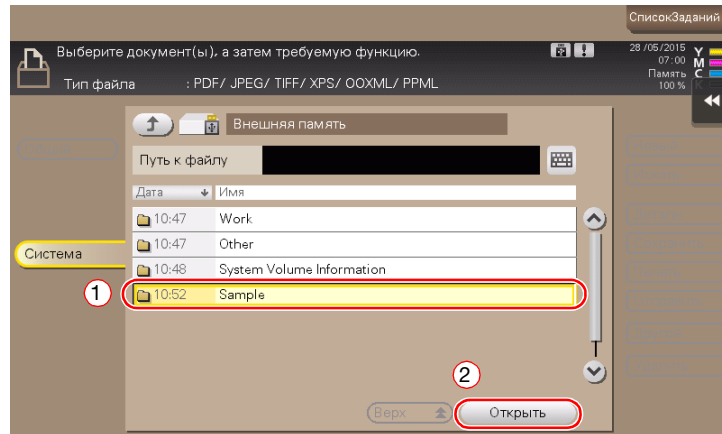 СписокЗаданий
Выберите документ(ы), а затем требуемую функцию.
Тип файла : PDF/ JPEG/ TIFF/ XPS/ OOXML/ PPML
28/05/2015
07:00
Память
100 %
Y
M
C
K
Внешняя память
Путь к файлу
Дата Имя
10:47 Work
10:47 Other
10:48 System Volume Information
10:52 Sample
Система
1
2
Верх
Открыть